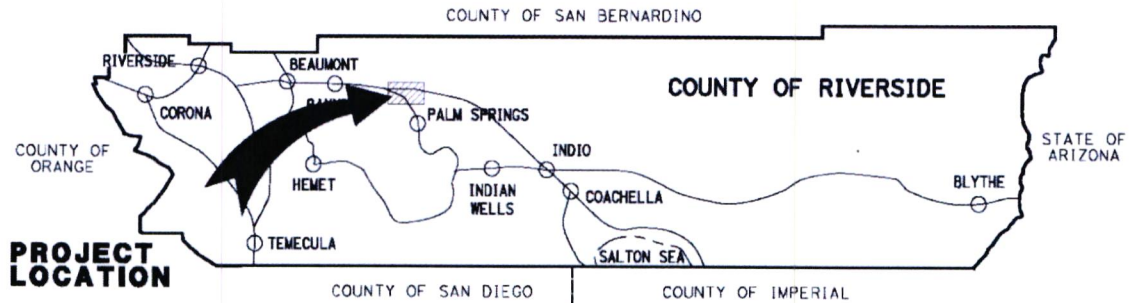 COUNTY OF SAN BERNARDINO
RIVERSIDE
BEAUMONT
COUNTY OF RIVERSIDE
CORONA
PALM SPRINGS
COUNTY OF
ORANGE
STATE OF
ARIZONA
INDIO
HEMET
INDIAN
WELLS
COACHELLA
BLYTHE
TEMECULA
SALTON SEA
PROJECT
LOCATION
COUNTY OF SAN DIEGO
COUNTY OF IMPERIAL